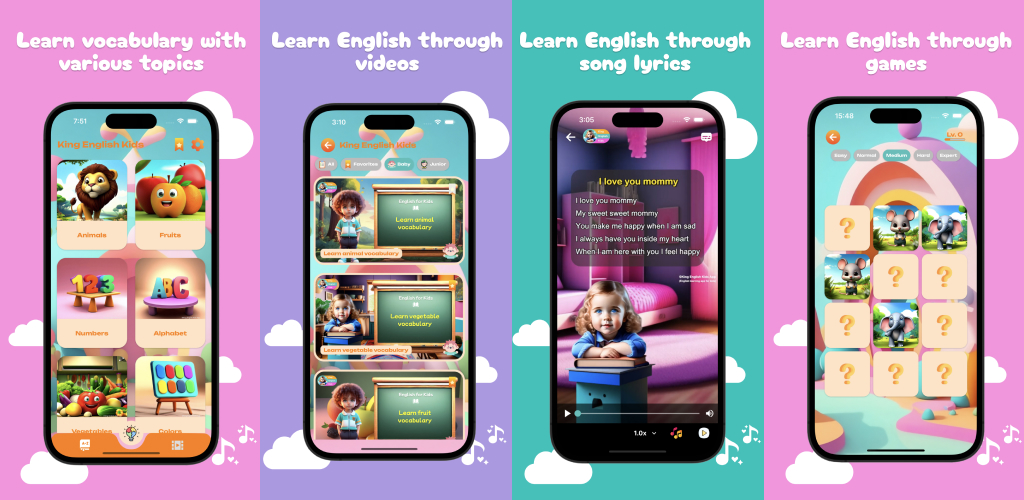 Learn vocabulary with
various topics
7:51
King English Kids
Animals
Fruits
123
ABC
Numbers
Alphabet
Vegetables
Colors
Learn English through
videos
3:10
King English Kids
All
Favorites
Baby
Junior
English for Kids
Learn animal
vocabulary
Learn animal vocabulary
English for Kids
Learn vegetable
vocabulary
Learn vegetable vocabulary
English for Kids
Learn fruit
vocabulary
Learn English through
song lyrics
3:05
I love you mommy
I love you mommy
My sweet sweet mommy
You make me happy when I am sad
I always have you inside my heart
When I am here with you I feel happy
1.0x
Learn English through
games
15:48
Lv. 0
Easy
Normal
Medium
Hard
Expert
?
? ?
? ?
? ? ?